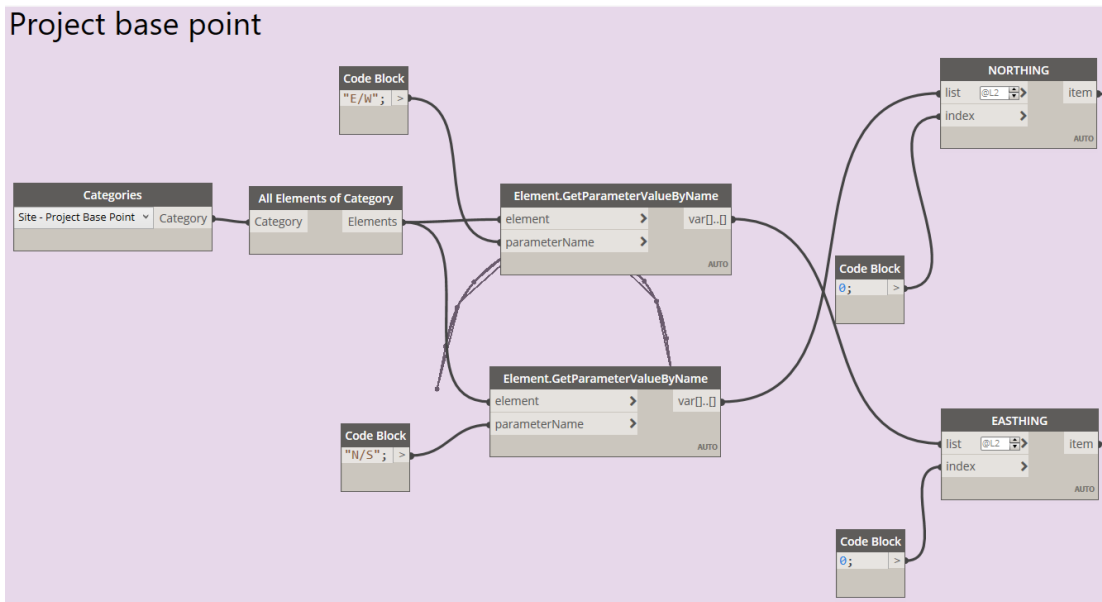 Project base point
Code Block
"E/W"; >
Categories
Site - Project Base Point Category
All Elements of Category
Category Elements
Element.GetParameterValueByName
element > var[]..[]
parameterName >
AUTO
Element.GetParameterValueByName
element > var[]..[]
parameterName >
AUTO
Code Block
"N/S"; >
NORTHING
list @L2 > item
index >
AUTO
Code Block
0; >
EASTHING
list @L2 > item
index >
AUTO
Code Block
0; >